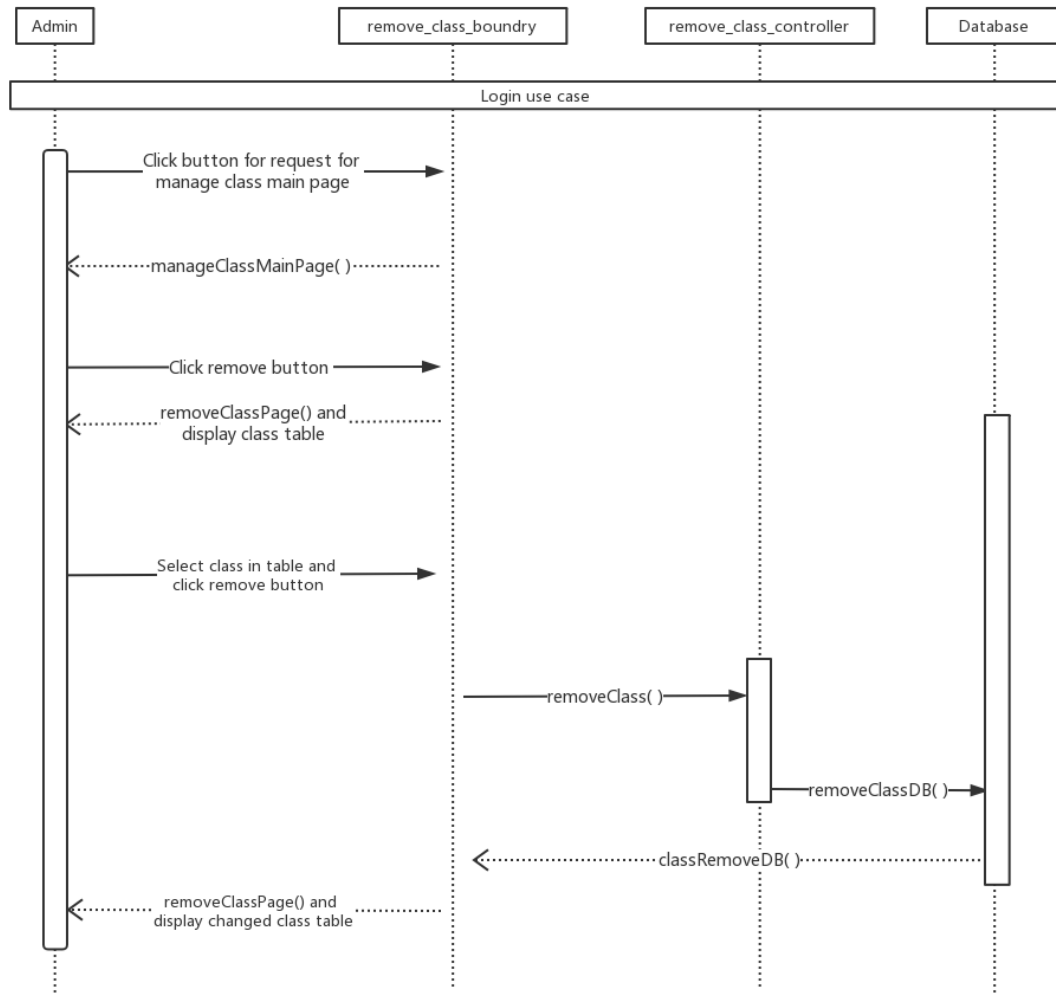 Admin
remove_class_boundry
remove_class_controller
Database
Login use case
Click button for request for
manage class main page
manageClassMainPage( )
Click remove button
removeClassPage() and
display class table
Select class in table and
click remove button
removeClass( )
removeClassDB( )
classRemoveDB( )
removeClassPage() and
display changed class table